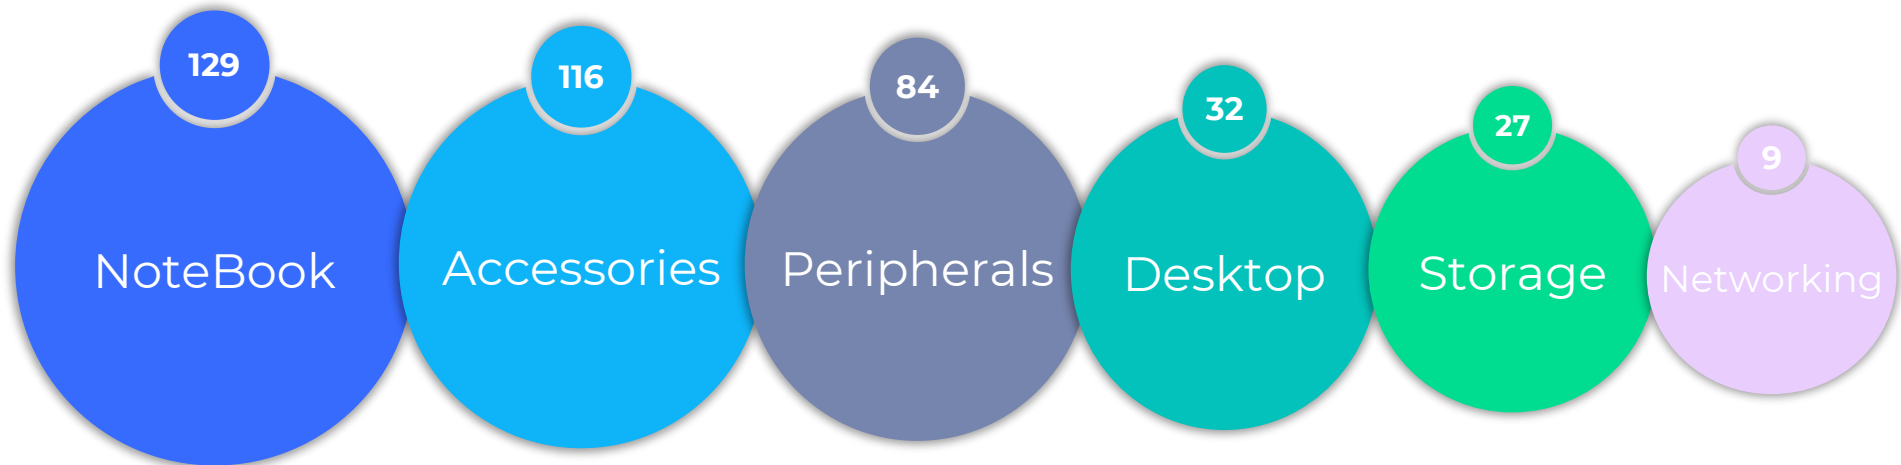 129
NoteBook
116
Accessories
84
Peripherals
32
Desktop
27
Storage
9
Networking